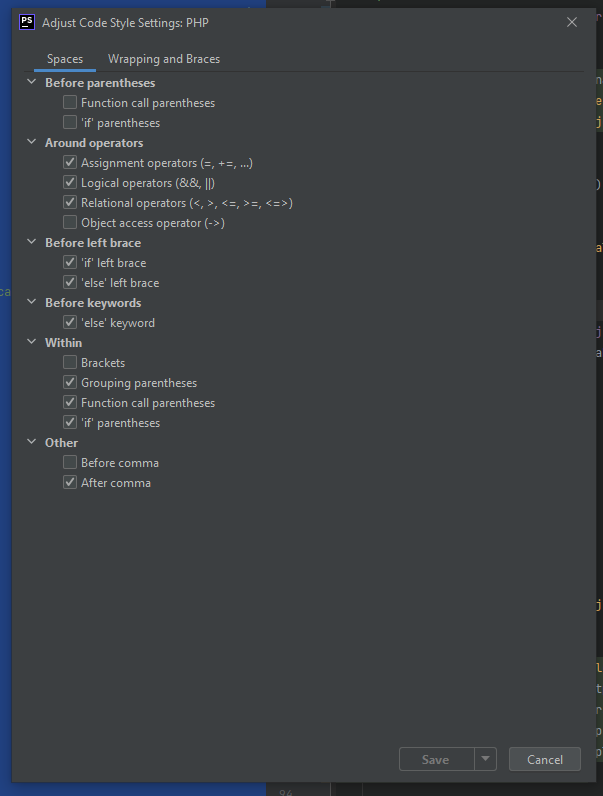 PS Adjust Code Style Settings: PHP
Spaces Wrapping and Braces
Before parentheses
Function call parentheses
'if' parentheses
Around operators
Assignment operators (=, +=, ...)
Logical operators (&&, ||)
Relational operators (<, >, <=, >=, <=>)
Object access operator (->)
Before left brace
'if' left brace
'else' left brace
ca
Before keywords
'else' keyword
Within
Brackets
Grouping parentheses
Function call parentheses
'if' parentheses
Other
Before comma
After comma
Save Cancel
94